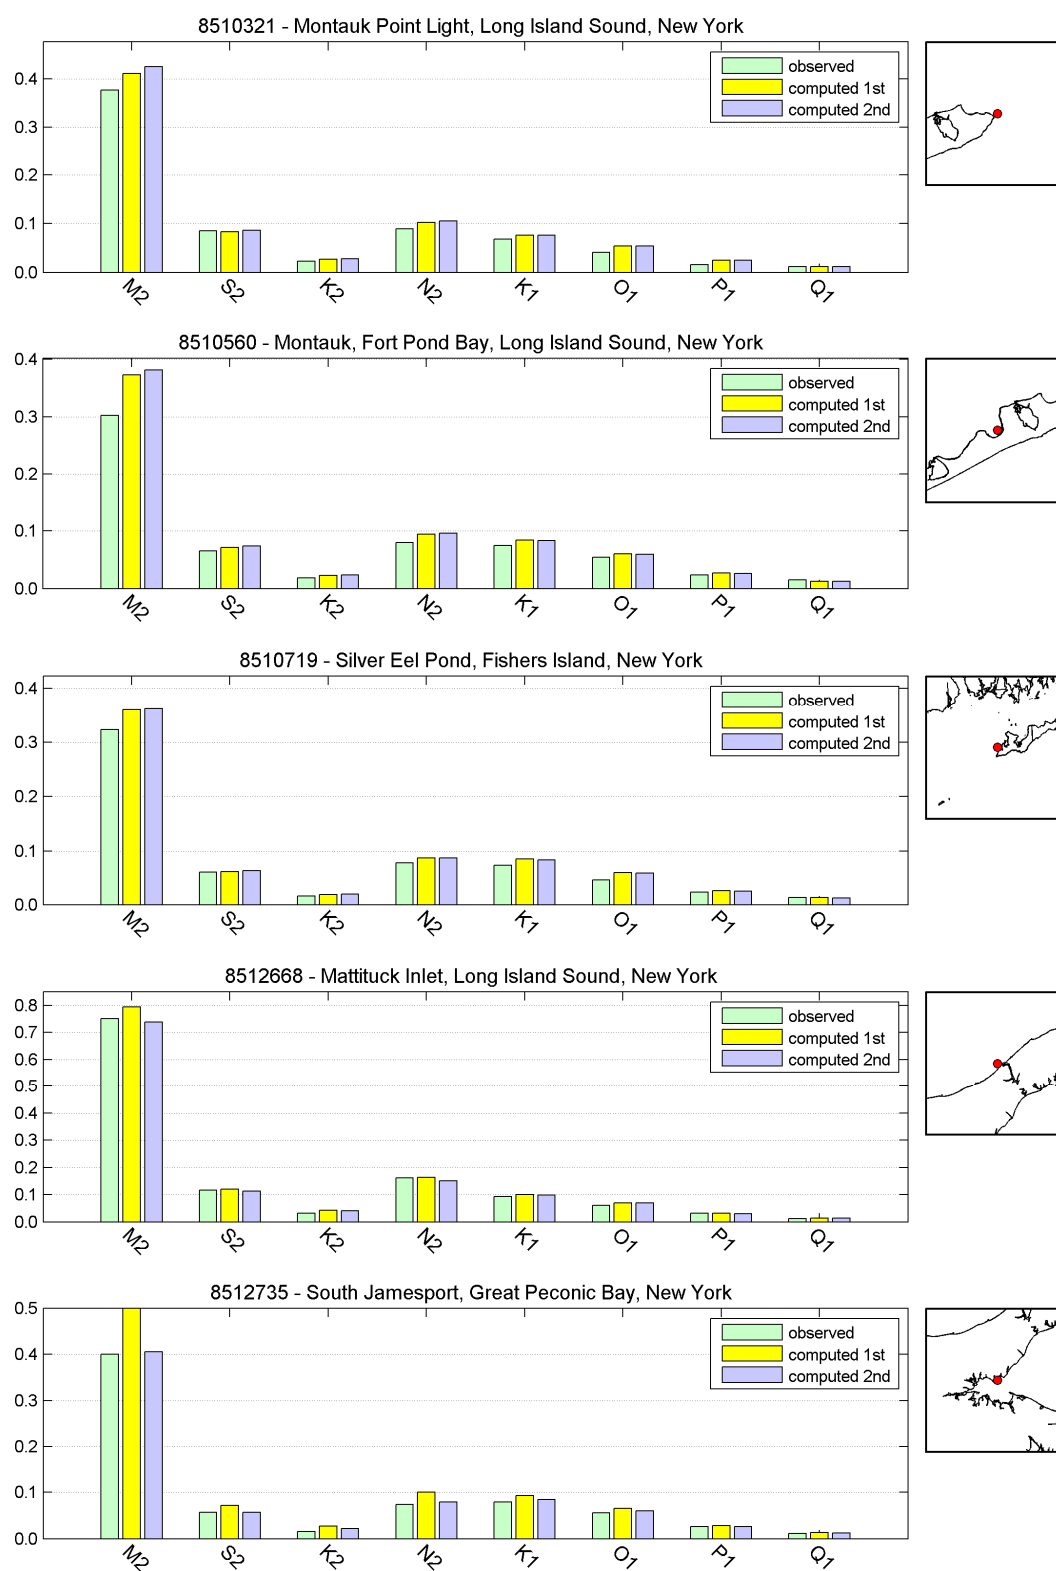 8510321 - Montauk Point Light, Long Island Sound, New York
0.4
0.3
0.2
0.1
0.0
observed
computed 1st
computed 2nd
M2 S2 K2 N2 K1 O1 P1 Q1
8510560 - Montauk, Fort Pond Bay, Long Island Sound, New York
0.4
0.3
0.2
0.1
0.0
observed
computed 1st
computed 2nd
M2 S2 K2 N2 K1 O1 P1 Q1
8510719 - Silver Eel Pond, Fishers Island, New York
0.4
0.3
0.2
0.1
0.0
observed
computed 1st
computed 2nd
M2 S2 K2 N2 K1 O1 P1 Q1
8512668 - Mattituck Inlet, Long Island Sound, New York
0.8
0.7
0.6
0.5
0.4
0.3
0.2
0.1
0.0
observed
computed 1st
computed 2nd
M2 S2 K2 N2 K1 O1 P1 Q1
8512735 - South Jamesport, Great Peconic Bay, New York
0.5
0.4
0.3
0.2
0.1
0.0
observed
computed 1st
computed 2nd
M2 S2 K2 N2 K1 O1 P1 Q1